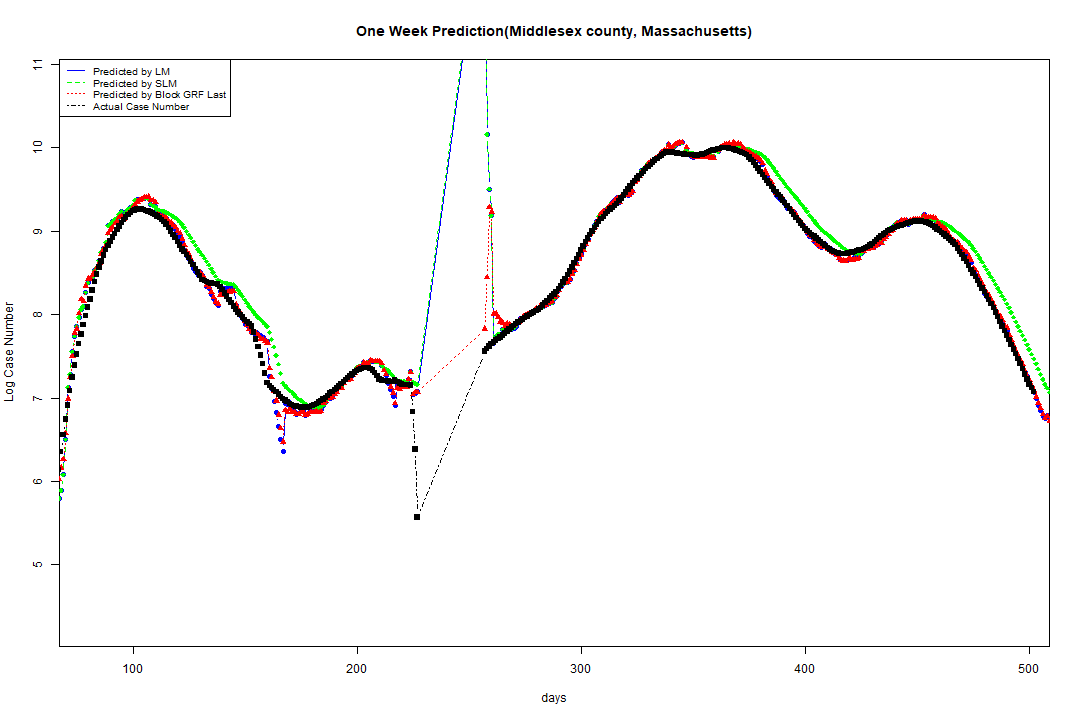 One Week Prediction(Middlesex county, Massachusetts)
Predicted by LM
Predicted by SLM
Predicted by Block GRF Last
Actual Case Number
Log Case Number
11
10
9
8
7
6
5
100 200 300 400 500
days